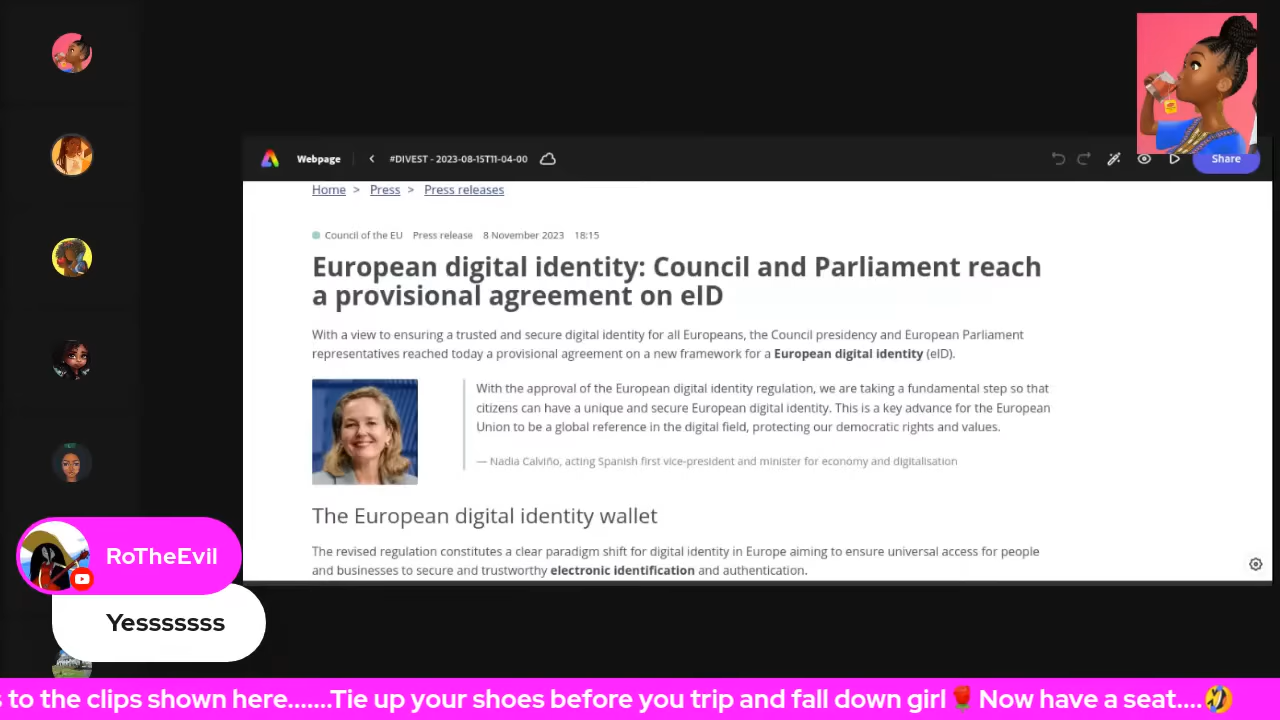 Webpage
#DIVEST - 2023-08-15T11-04-00
Share
Home > Press > Press releases
Council of the EU Press release 8 November 2023 18:15
European digital identity: Council and Parliament reach
a provisional agreement on eID
With a view to ensuring a trusted and secure digital identity for all Europeans, the Council presidency and European Parliament
representatives reached today a provisional agreement on a new framework for a European digital identity (eID).
With the approval of the European digital identity regulation, we are taking a fundamental step so that
citizens can have a unique and secure European digital identity. This is a key advance for the European
Union to be a global reference in the digital field, protecting our democratic rights and values.
— Nadia Calviño, acting Spanish first vice-president and minister for economy and digitalisation
The European digital identity wallet
The revised regulation constitutes a clear paradigm shift for digital identity in Europe aiming to ensure universal access for people
and businesses to secure and trustworthy electronic identification and authentication.
RoTheEvil
Yesssssss
s to the clips shown here.......Tie up your shoes before you trip and fall down girl🌹Now have a seat....🤣